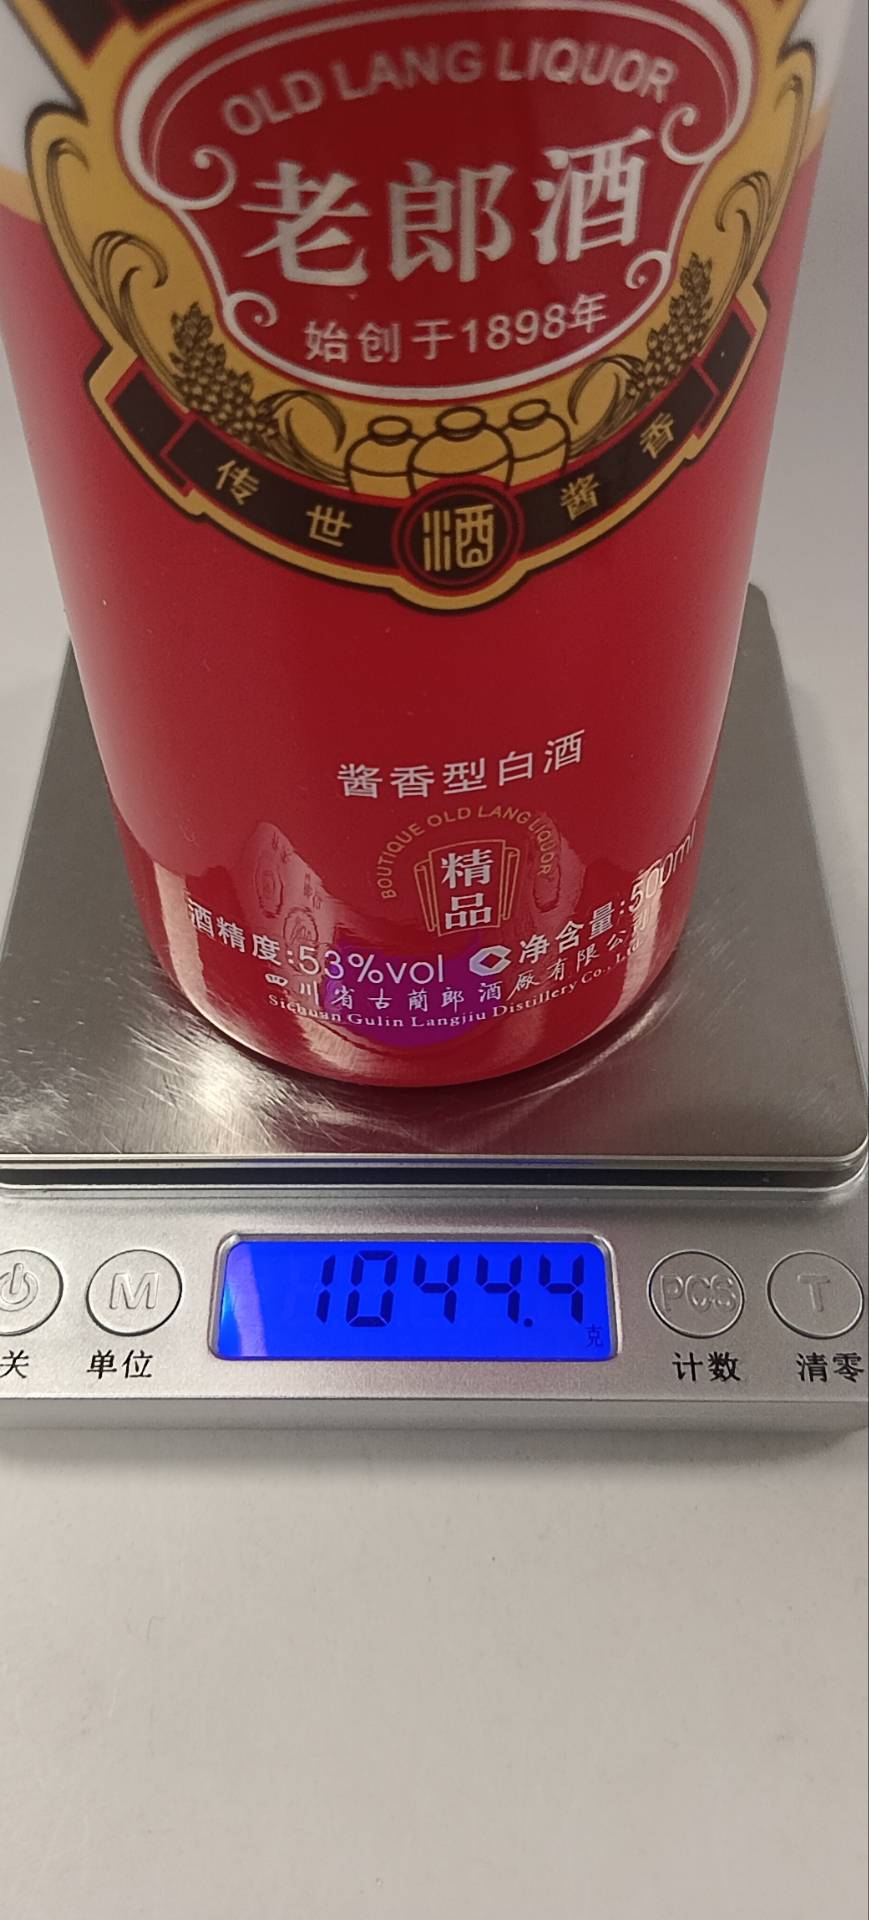 OLD LANG LIQUOR
老郎酒
始创于1898年
传世酒酱香
酱香型白酒
BOUTIQUE OLD LANG LIQUOR
精品
酒精度:53%vol 净含量:500ml
四川省古蔺郎酒厂有限公司
Sichuan Gulin Langjiu Distillery Co., Ltd.
1044.4
克
M PCS T
关 单位 计数 清零